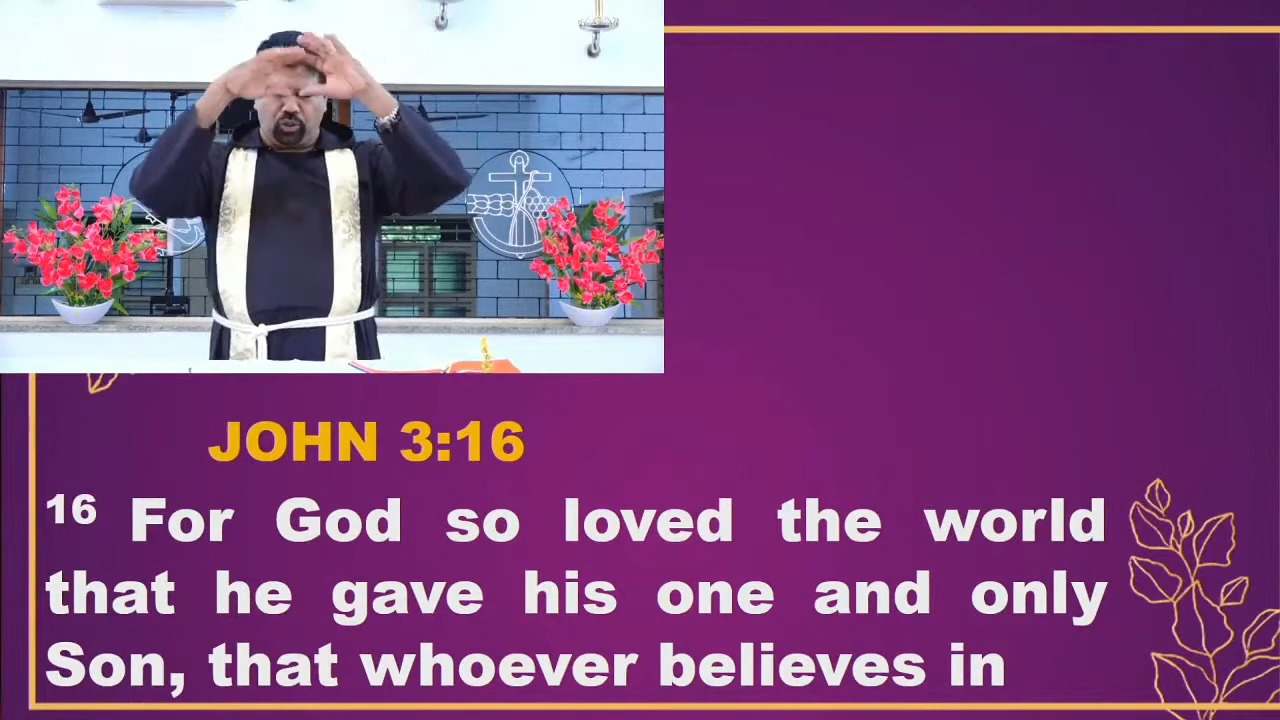 JOHN 3:16
16 For God so loved the world
that he gave his one and only
Son, that whoever believes in